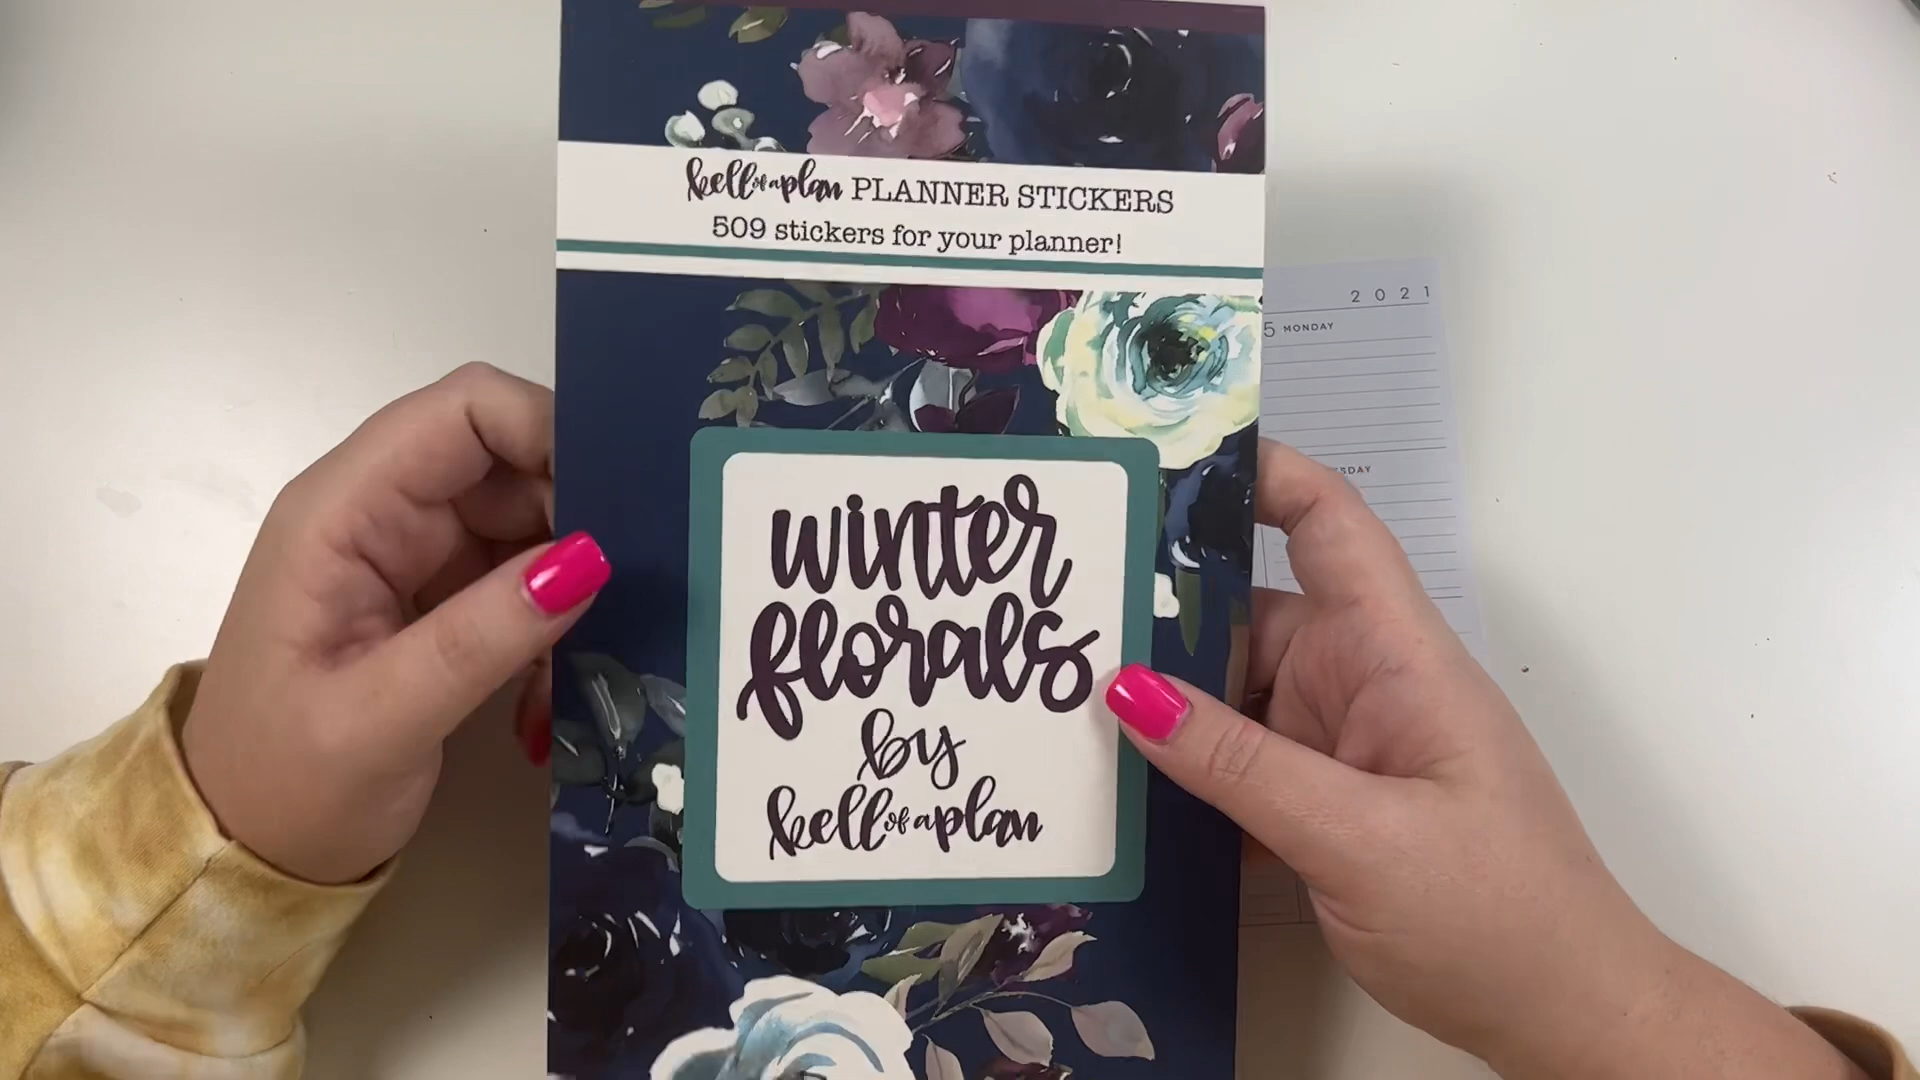 kell of a plan PLANNER STICKERS
509 stickers for your planner!
winter
florals
by
kell of a plan
2021
5 MONDAY
SDAY